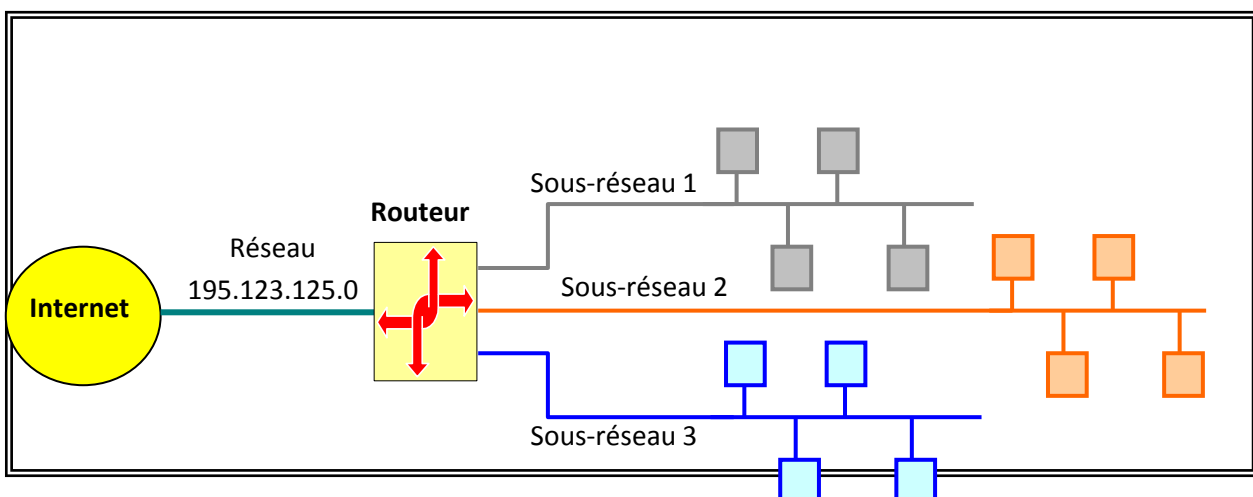 Sous-réseau 1
Routeur
Réseau
195.123.125.0
Internet
Sous-réseau 2
Sous-réseau 3